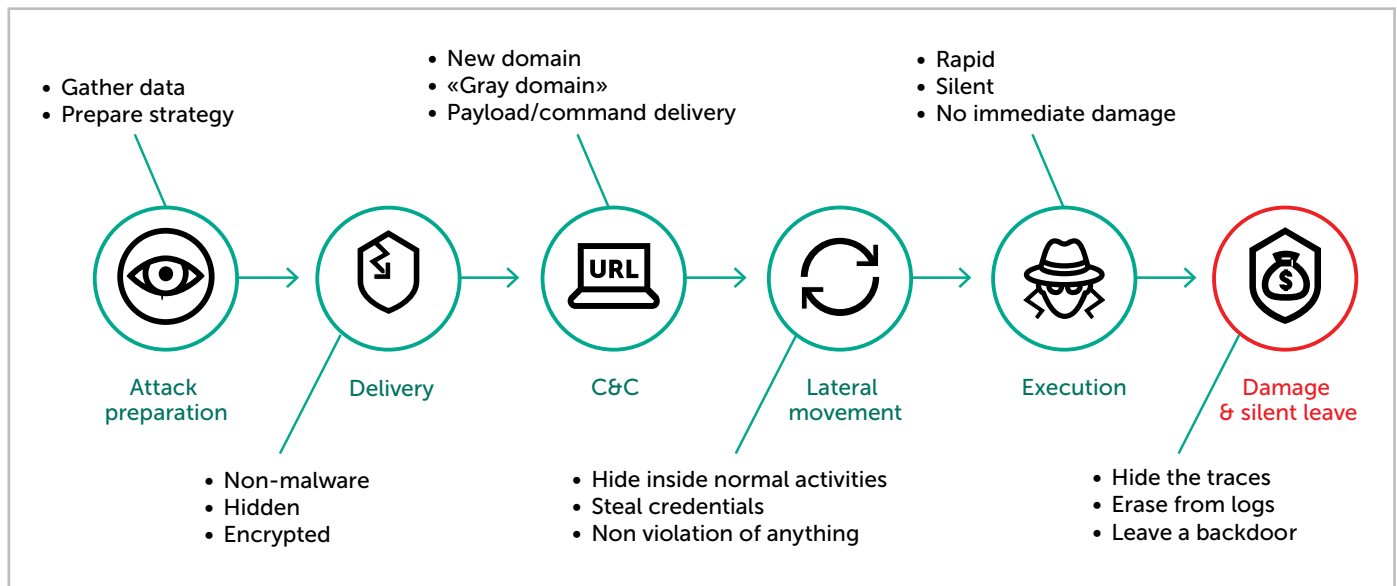 • Gather data
• Prepare strategy
• New domain
• «Gray domain»
• Payload/command delivery
• Rapid
• Silent
• No immediate damage
URL
$
Attack
preparation
Delivery
C&C
Lateral
movement
Execution
Damage
& silent leave
• Non-malware
• Hidden
• Encrypted
• Hide inside normal activities
• Steal credentials
• Non violation of anything
• Hide the traces
• Erase from logs
• Leave a backdoor